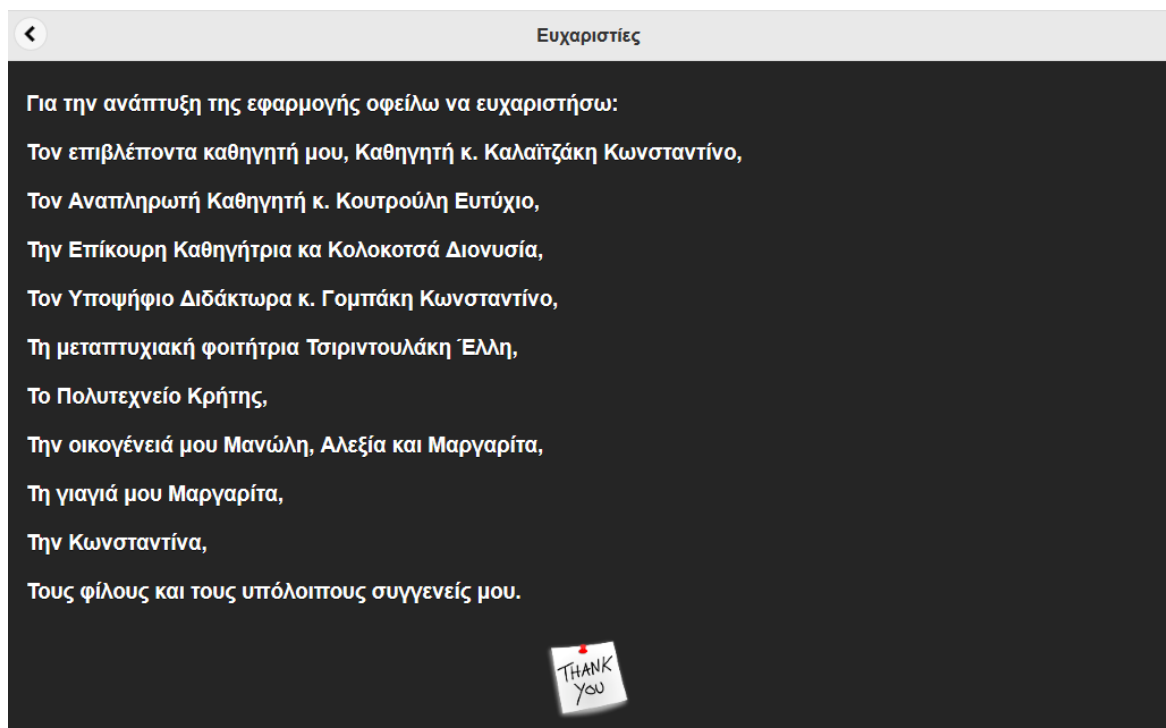 Ευχαριστίες
Για την ανάπτυξη της εφαρμογής οφείλω να ευχαριστήσω:
Τον επιβλέποντα καθηγητή μου, Καθηγητή κ. Καλαϊτζάκη Κωνσταντίνο,
Τον Αναπληρωτή Καθηγητή κ. Κουτρούλη Ευτύχιο,
Την Επίκουρη Καθηγήτρια κα Κολοκοτσά Διονυσία,
Τον Υποψήφιο Διδάκτωρα κ. Γομπάκη Κωνσταντίνο,
Τη μεταπτυχιακή φοιτήτρια Τσιριντουλάκη Έλλη,
Το Πολυτεχνείο Κρήτης,
Την οικογένειά μου Μανώλη, Αλεξία και Μαργαρίτα,
Τη γιαγιά μου Μαργαρίτα,
Την Κωνσταντίνα,
Τους φίλους και τους υπόλοιπους συγγενείς μου.
THANK
YOU